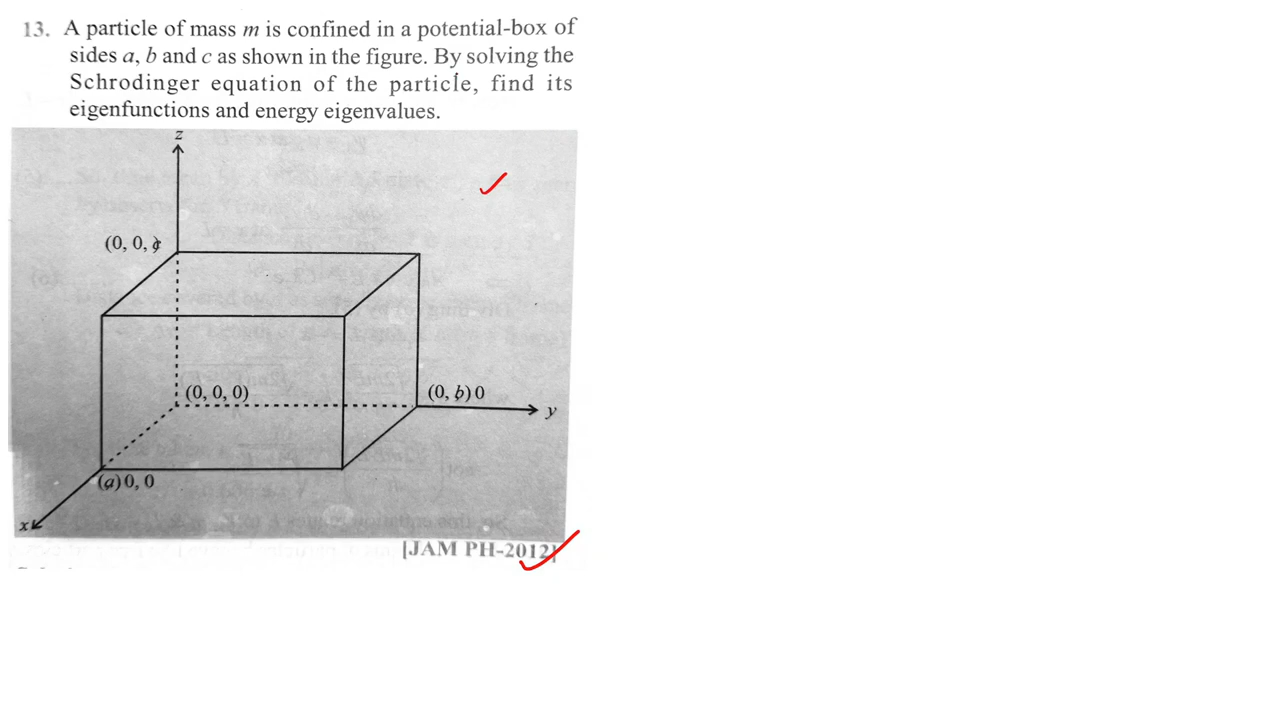 13. A particle of mass m is confined in a potential-box of
sides a, b and c as shown in the figure. By solving the
Schrodinger equation of the particle, find its
eigenfunctions and energy eigenvalues.
z
(0, 0, c
(0, 0, 0)
(0, b) 0
y
(a) 0, 0
x
[JAM PH-2012]